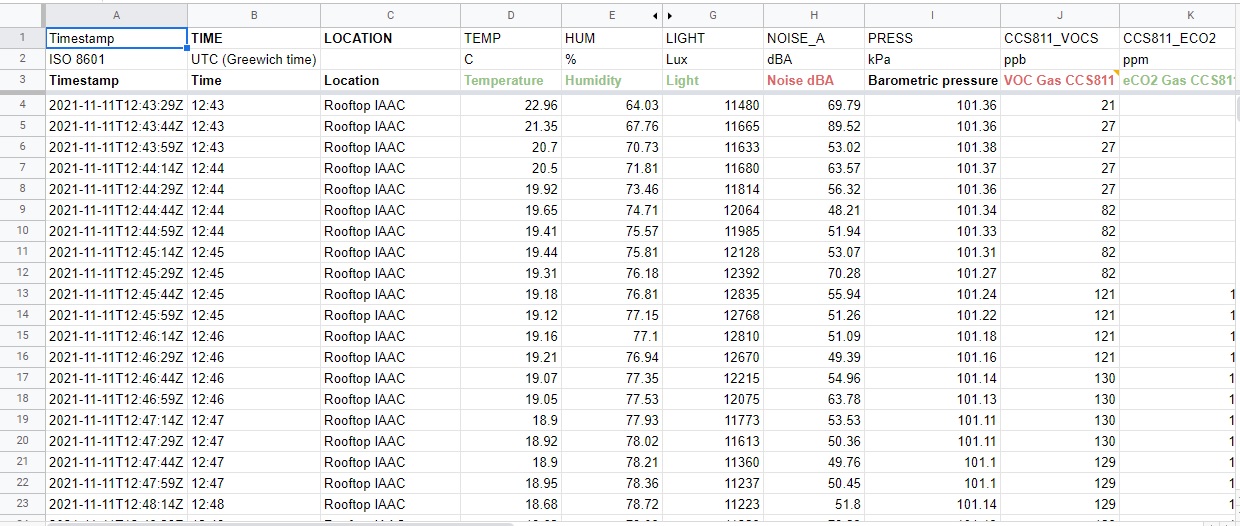 A B C D E G H I J K
1 Timestamp TIME LOCATION TEMP HUM LIGHT NOISE_A PRESS CCS811_VOCS CCS811_ECO2
2 ISO 8601 UTC (Greewich time) C % Lux dBA kPa ppb ppm
3 Timestamp Time Location Temperature Humidity Light Noise dBA Barometric pressure VOC Gas CCS811 eCO2 Gas CCS81
4 2021-11-11T12:43:29Z 12:43 Rooftop IAAC 22.96 64.03 11480 69.79 101.36 21
5 2021-11-11T12:43:44Z 12:43 Rooftop IAAC 21.35 67.76 11665 89.52 101.36 27
6 2021-11-11T12:43:59Z 12:43 Rooftop IAAC 20.7 70.73 11633 53.02 101.38 27
7 2021-11-11T12:44:14Z 12:44 Rooftop IAAC 20.5 71.81 11680 63.57 101.37 27
8 2021-11-11T12:44:29Z 12:44 Rooftop IAAC 19.92 73.46 11814 56.32 101.36 27
9 2021-11-11T12:44:44Z 12:44 Rooftop IAAC 19.65 74.71 12064 48.21 101.34 82
10 2021-11-11T12:44:59Z 12:44 Rooftop IAAC 19.41 75.57 11985 51.94 101.33 82
11 2021-11-11T12:45:14Z 12:45 Rooftop IAAC 19.44 75.81 12128 53.07 101.31 82
12 2021-11-11T12:45:29Z 12:45 Rooftop IAAC 19.31 76.18 12392 70.28 101.27 82
13 2021-11-11T12:45:44Z 12:45 Rooftop IAAC 19.18 76.81 12835 55.94 101.24 121 1
14 2021-11-11T12:45:59Z 12:45 Rooftop IAAC 19.12 77.15 12768 51.26 101.22 121 1
15 2021-11-11T12:46:14Z 12:46 Rooftop IAAC 19.16 77.1 12810 51.09 101.18 121 1
16 2021-11-11T12:46:29Z 12:46 Rooftop IAAC 19.21 76.94 12670 49.39 101.16 121 1
17 2021-11-11T12:46:44Z 12:46 Rooftop IAAC 19.07 77.35 12215 54.96 101.14 130 1
18 2021-11-11T12:46:59Z 12:46 Rooftop IAAC 19.05 77.53 12075 63.78 101.13 130 1
19 2021-11-11T12:47:14Z 12:47 Rooftop IAAC 18.9 77.93 11773 53.53 101.11 130 1
20 2021-11-11T12:47:29Z 12:47 Rooftop IAAC 18.92 78.02 11613 50.36 101.11 130 1
21 2021-11-11T12:47:44Z 12:47 Rooftop IAAC 18.9 78.21 11360 49.76 101.1 129 1
22 2021-11-11T12:47:59Z 12:47 Rooftop IAAC 18.95 78.36 11237 50.45 101.1 129 1
23 2021-11-11T12:48:14Z 12:48 Rooftop IAAC 18.68 78.72 11223 51.8 101.14 129 1